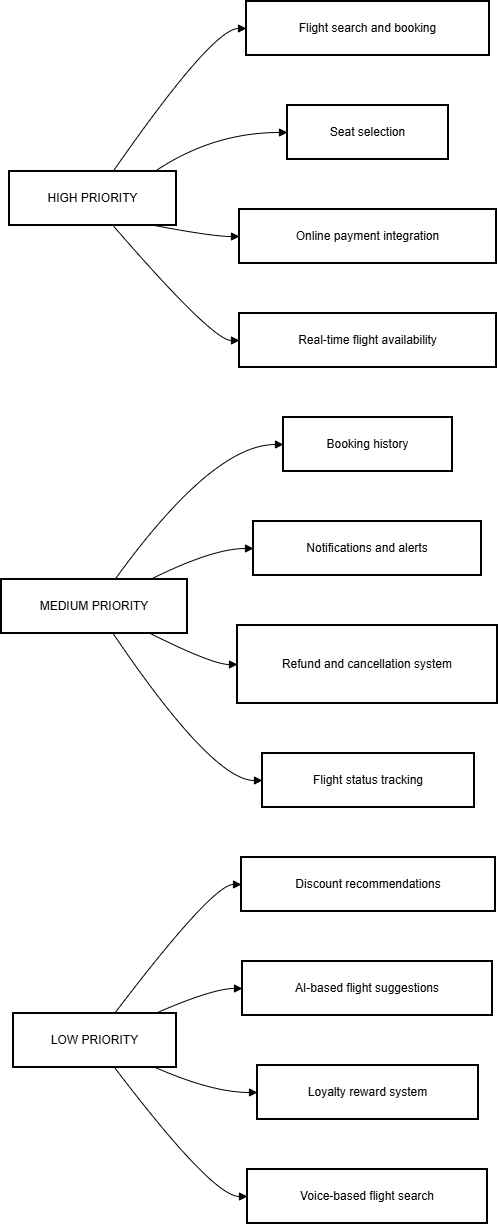 HIGH PRIORITY
Flight search and booking
Seat selection
Online payment integration
Real-time flight availability
MEDIUM PRIORITY
Booking history
Notifications and alerts
Refund and cancellation system
Flight status tracking
LOW PRIORITY
Discount recommendations
AI-based flight suggestions
Loyalty reward system
Voice-based flight search